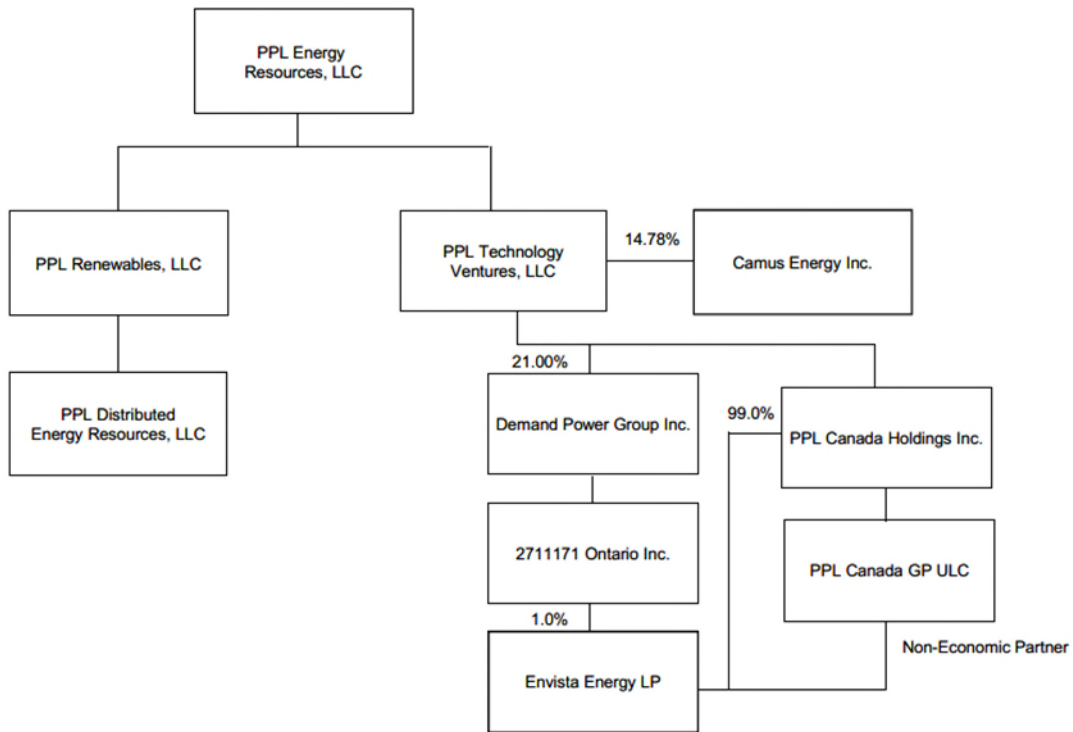 PPL Energy
Resources, LLC
PPL Renewables, LLC
PPL Technology
Ventures, LLC
14.78%
Camus Energy Inc.
PPL Distributed
Energy Resources, LLC
21.00%
Demand Power Group Inc.
99.0%
PPL Canada Holdings Inc.
2711171 Ontario Inc.
PPL Canada GP ULC
1.0%
Envista Energy LP
Non-Economic Partner